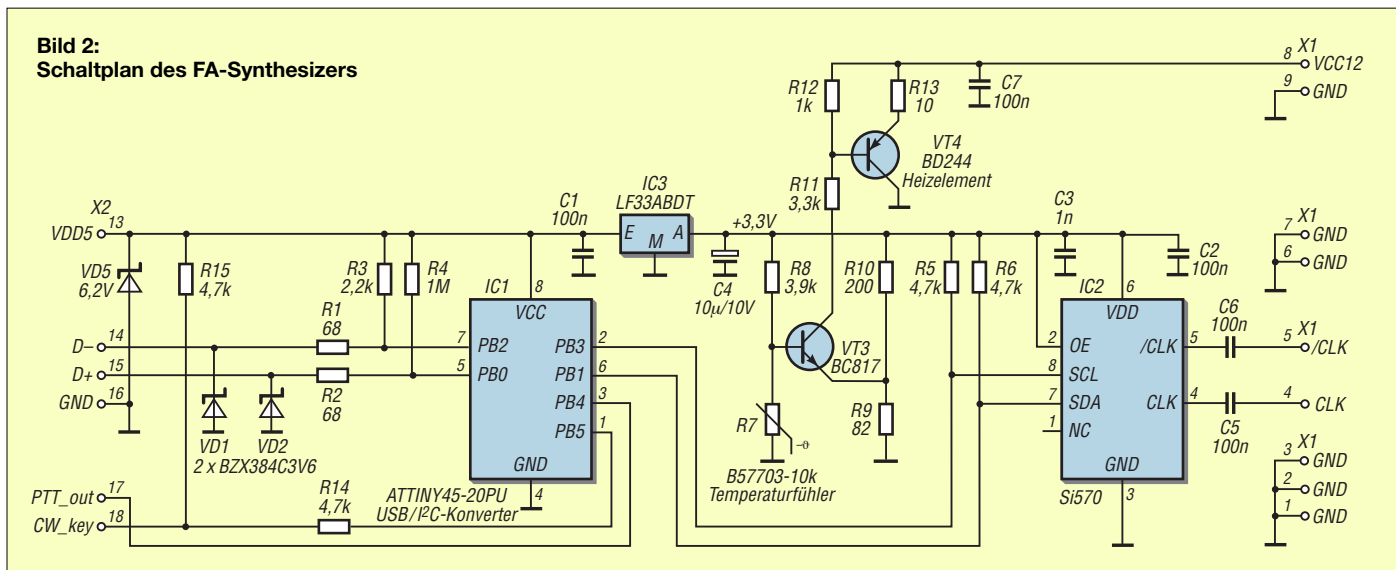 Bild 2:
Schaltplan des FA-Synthesizers
X1
8
VCC12
9
GND
R12
1k
R13
10
C7
100n
VT4
BD244
Heizelement
R11
3,3k
IC3
LF33ABDT
E
M
A
+3,3V
C1
100n
C4
10µ/10V
C3
1n
C2
100n
X1
7
GND
6
GND
X2
VDD5
13
VD5
6,2V
R15
4,7k
R3
2,2k
R4
1M
R1
68
D–
14
D+
15
GND
16
R2
68
VD1
VD2
2 x BZX384C3V6
IC1
8
VCC
7
PB2
5
PB0
PB3
2
PB1
6
PB4
3
PB5
1
GND
4
ATTINY45-20PU
USB/I²C-Konverter
PTT_out
17
CW_key
18
R14
4,7k
R8
3,9k
R10
200
R5
4,7k
R6
4,7k
VT3
BC817
R7
–ϑ
R9
82
B57703-10k
Temperaturfühler
IC2
6
VDD
2
OE
8
SCL
7
SDA
1
NC
/CLK
5
CLK
4
GND
3
Si570
C6
100n
X1
5
/CLK
C5
100n
4
CLK
X1
3
GND
2
GND
1
GND